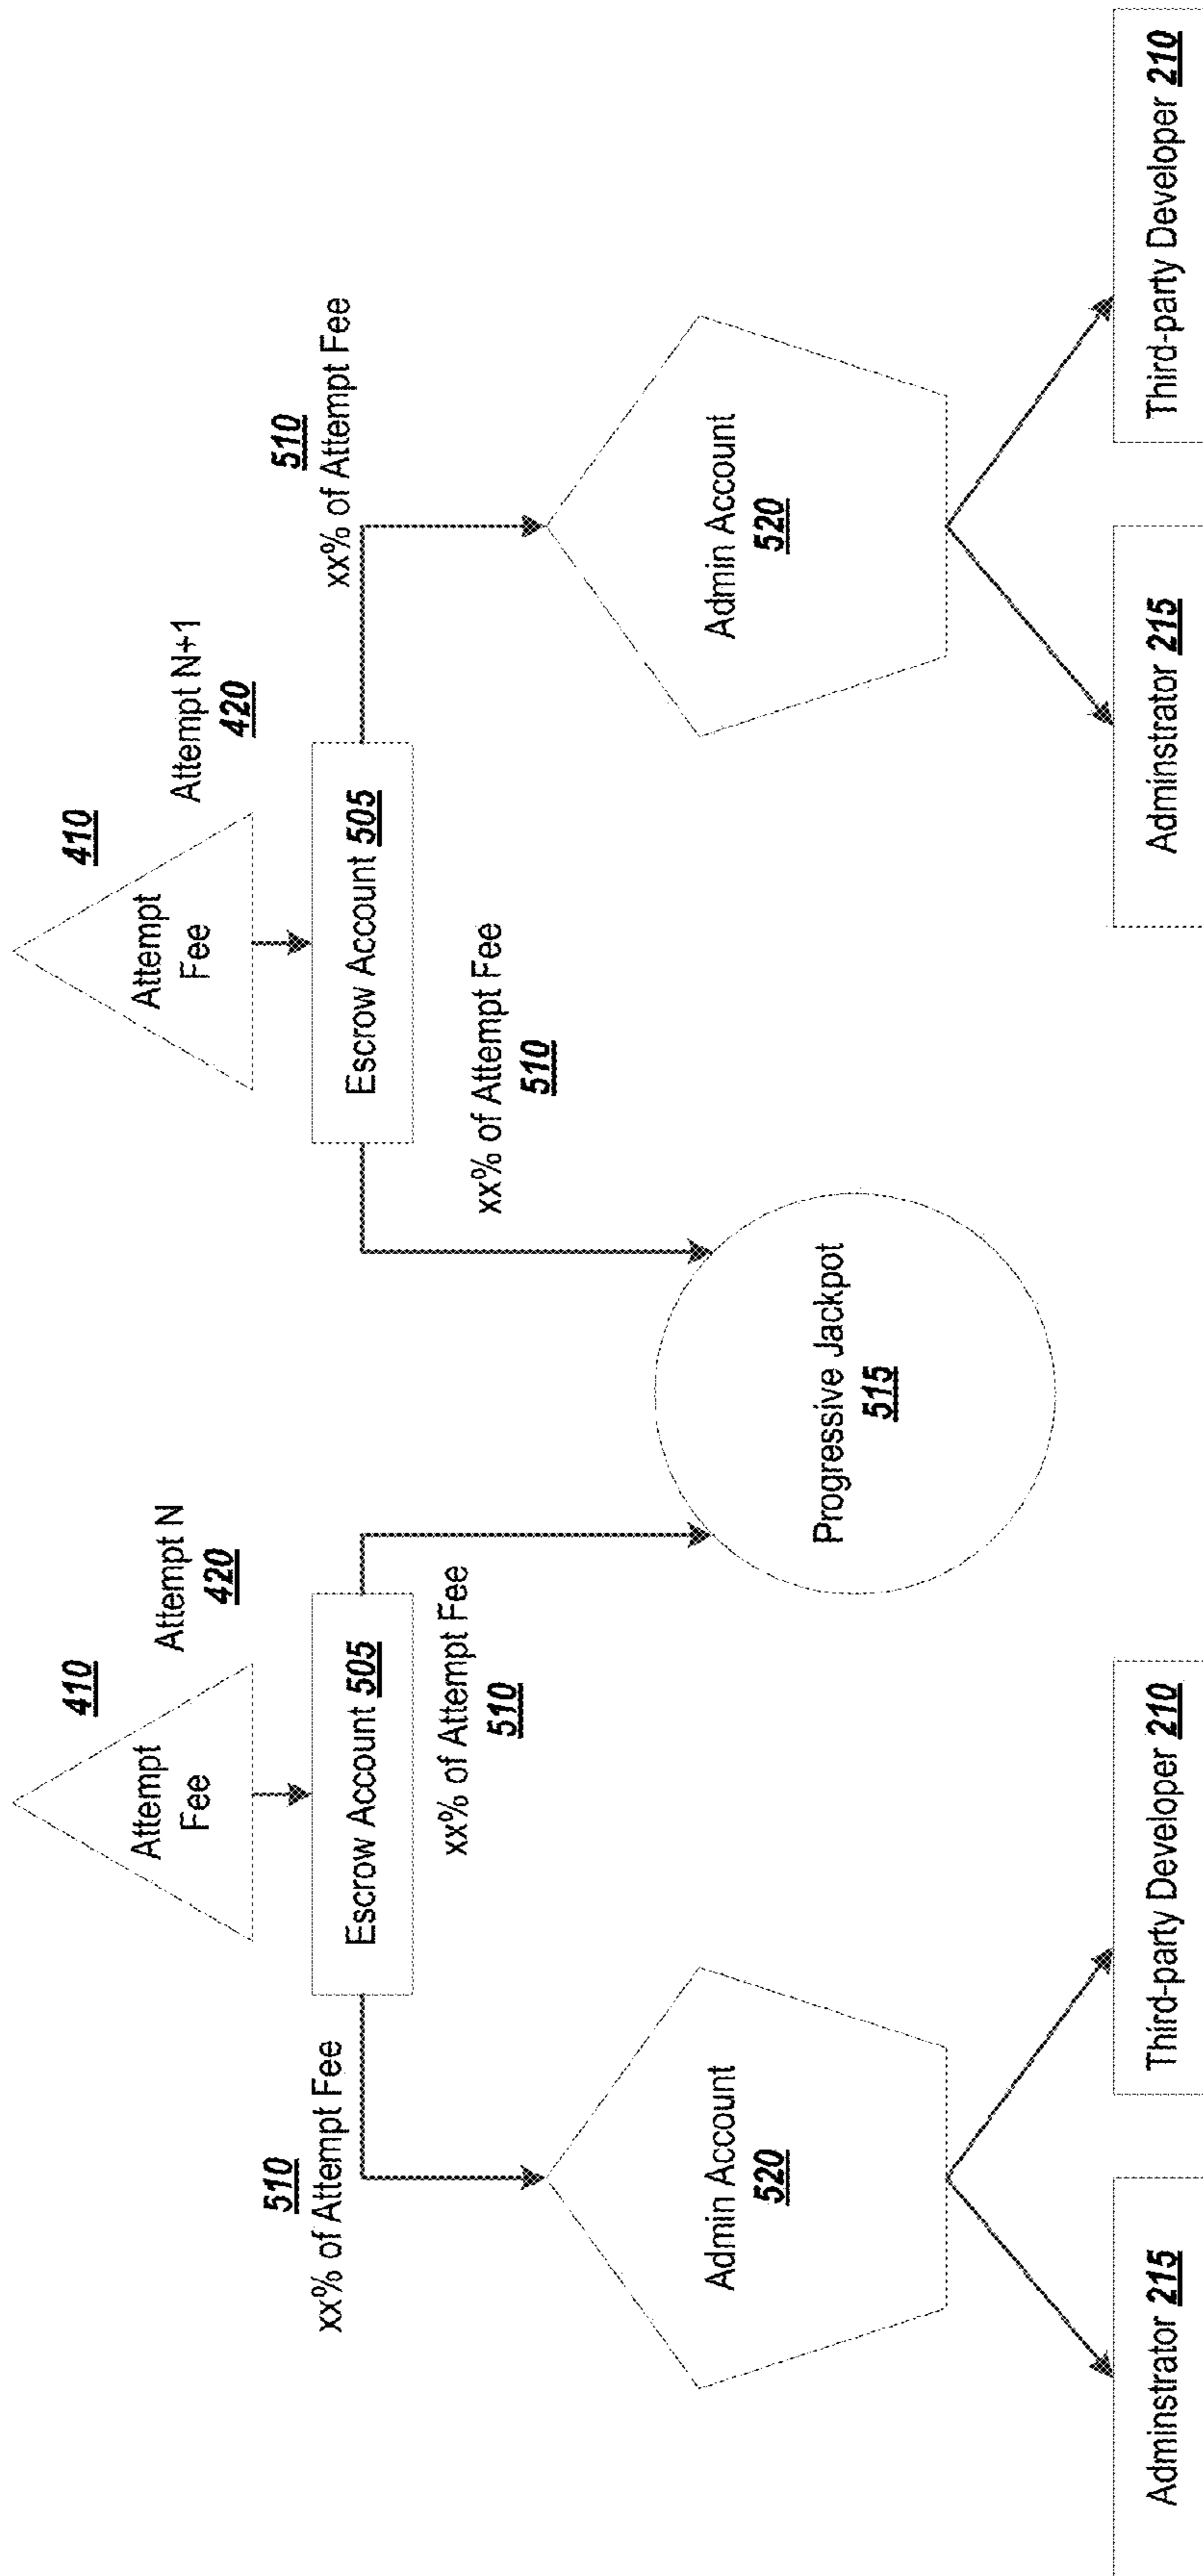 410
Attempt
Fee
Attempt N
420
Escrow Account 505
510
xx% of Attempt Fee
xx% of Attempt Fee
510
Admin Account
520
Adminstrator 215
Third-party Developer 210
Progressive Jackpot
515
410
Attempt
Fee
Attempt N+1
420
Escrow Account 505
xx% of Attempt Fee
510
510
xx% of Attempt Fee
Admin Account
520
Adminstrator 215
Third-party Developer 210